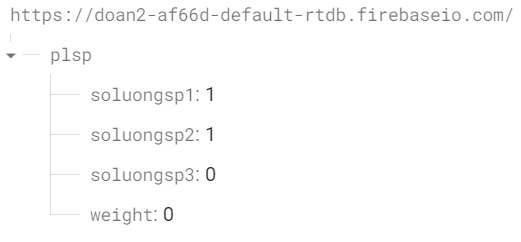 https://doan2-af66d-default-rtdb.firebaseio.com/
plsp
soluongsp1: 1
soluongsp2: 1
soluongsp3: 0
weight: 0